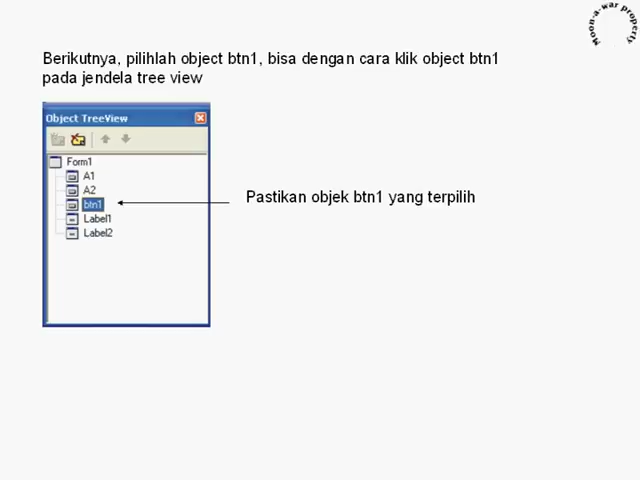 Moon-a-war property
Berikutnya, pilihlah object btn1, bisa dengan cara klik object btn1
pada jendela tree view
Object TreeView
Form1
A1
A2
btn1
Label1
Label2
Pastikan objek btn1 yang terpilih